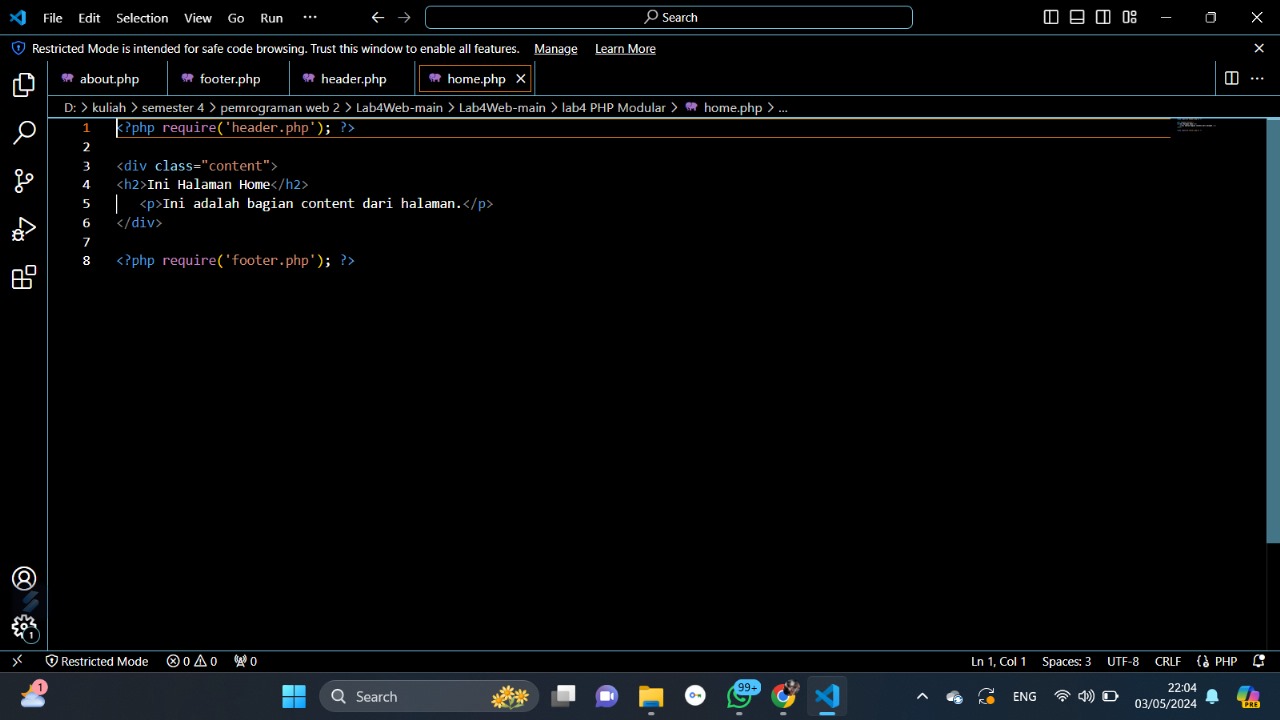 File Edit Selection View Go Run ··· Search
Restricted Mode is intended for safe code browsing. Trust this window to enable all features. Manage Learn More
about.php footer.php header.php home.php
D: > kuliah > semester 4 > pemrograman web 2 > Lab4Web-main > Lab4Web-main > lab4 PHP Modular > home.php > ...
1 <?php require('header.php'); ?>
2
3 <div class="content">
4 <h2>Ini Halaman Home</h2>
5 <p>Ini adalah bagian content dari halaman.</p>
6 </div>
7
8 <?php require('footer.php'); ?>
1
Restricted Mode 0 0 0 Ln 1, Col 1 Spaces: 3 UTF-8 CRLF PHP
1 Search 99+ ENG 22:04 PRE
03/05/2024